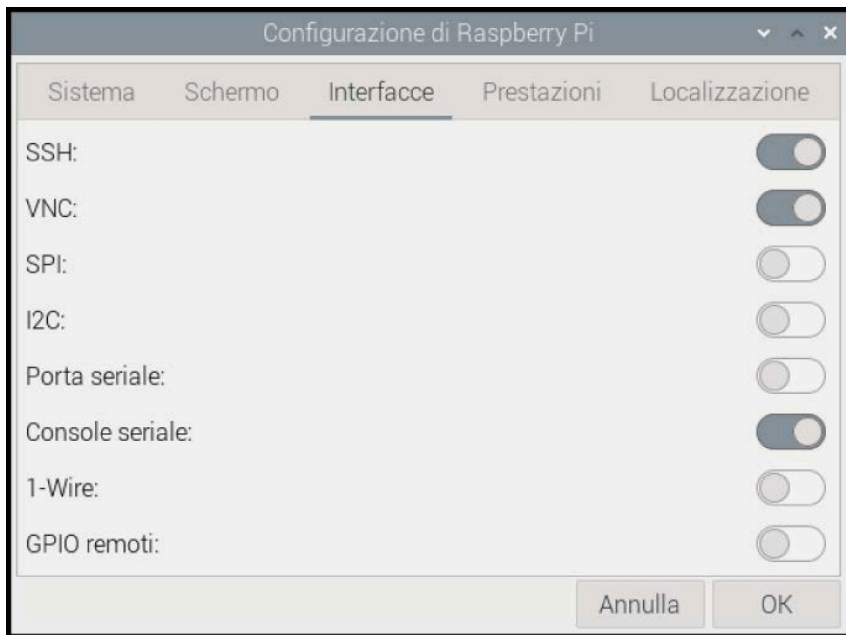 Configurazione di Raspberry Pi
Sistema Schermo Interfacce Prestazioni Localizzazione
SSH:
VNC:
SPI:
I2C:
Porta seriale:
Console seriale:
1-Wire:
GPIO remoti:
Annulla OK